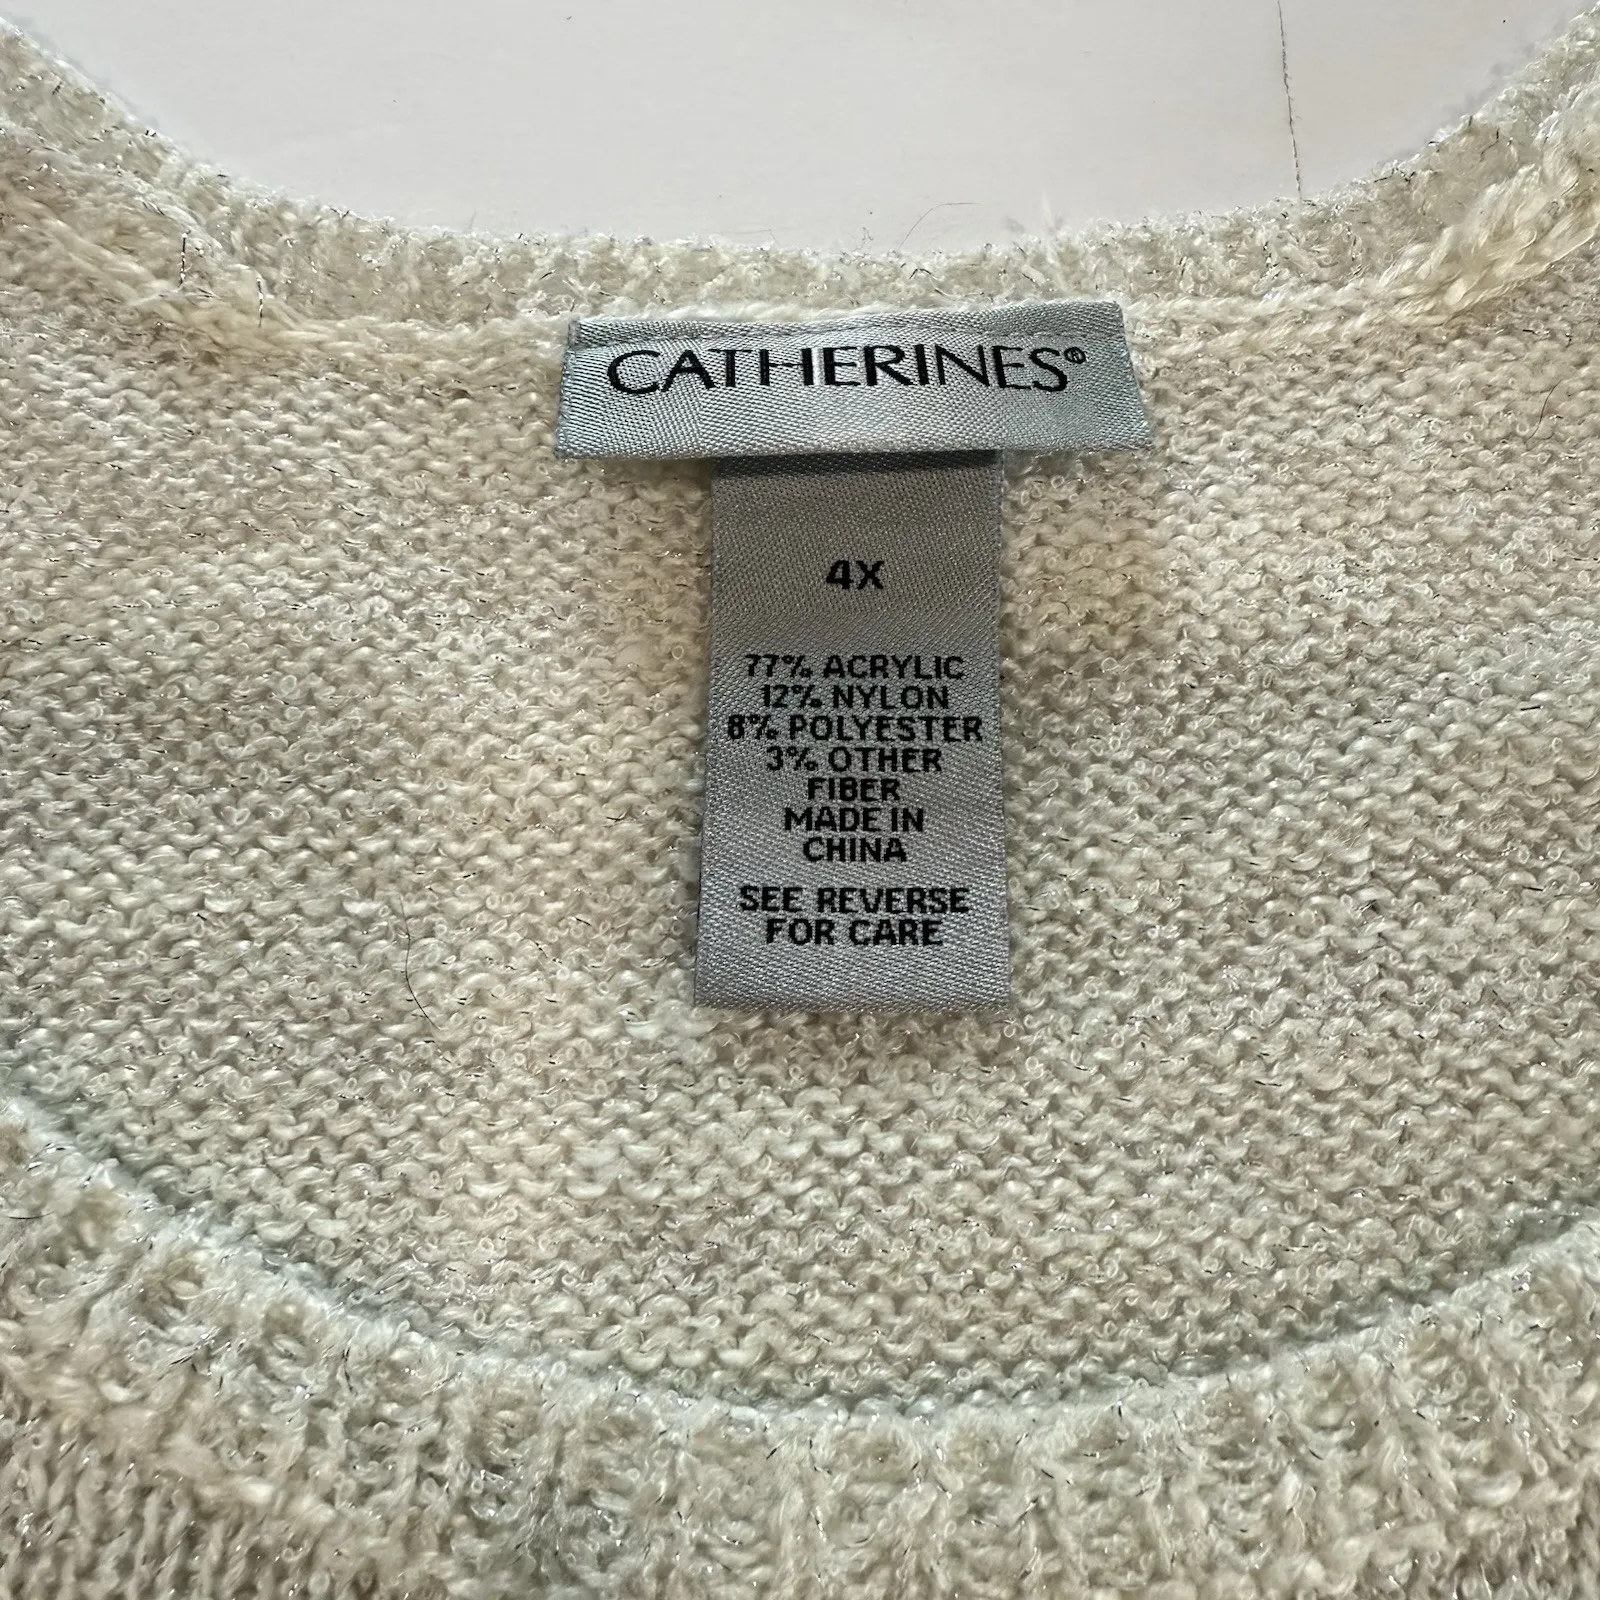 CATHERINES®
4X
77% ACRYLIC
12% NYLON
8% POLYESTER
3% OTHER
FIBER
MADE IN
CHINA
SEE REVERSE
FOR CARE